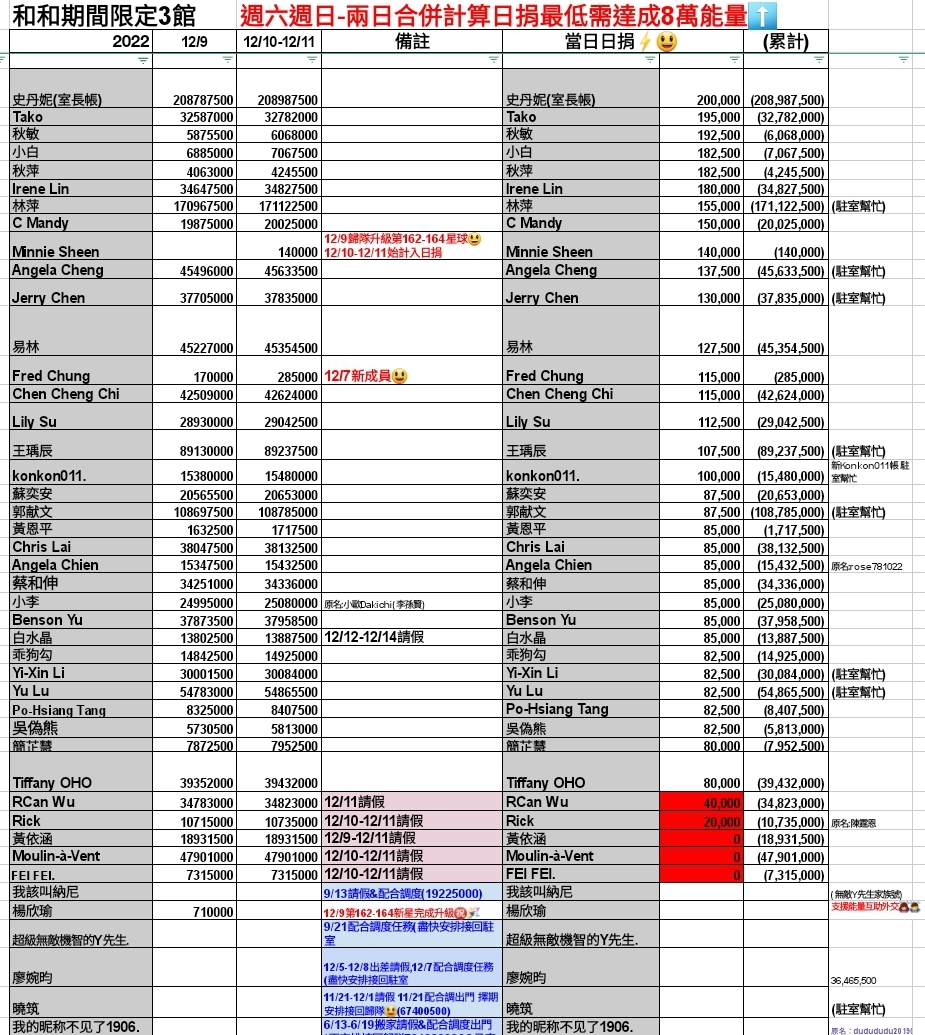 和和期間限定3館 週六週日-兩日合併計算日捐最低需達成8萬能量⬆️
2022 12/9 12/10-12/11 備註 當日日捐⚡😃 (累計)
史丹妮(室長帳) 208787500 208987500 史丹妮(室長帳) 200,000 (208,987,500)
Tako 32587000 32782000 Tako 195,000 (32,782,000)
秋敏 5875500 6068000 秋敏 192,500 (6,068,000)
小白 6885000 7067500 小白 182,500 (7,067,500)
秋萍 4063000 4245500 秋萍 182,500 (4,245,500)
Irene Lin 34647500 34827500 Irene Lin 180,000 (34,827,500)
林萍 170967500 171122500 林萍 155,000 (171,122,500) (駐室幫忙)
C Mandy 19875000 20025000 C Mandy 150,000 (20,025,000)
12/9歸隊升級第162-164星球😃
Minnie Sheen 140000 12/10-12/11始計入日捐 Minnie Sheen 140,000 (140,000)
Angela Cheng 45496000 45633500 Angela Cheng 137,500 (45,633,500) (駐室幫忙)
Jerry Chen 37705000 37835000 Jerry Chen 130,000 (37,835,000) (駐室幫忙)
易林 45227000 45354500 易林 127,500 (45,354,500)
Fred Chung 170000 285000 12/7新成員😃 Fred Chung 115,000 (285,000)
Chen Cheng Chi 42509000 42624000 Chen Cheng Chi 115,000 (42,624,000)
Lily Su 28930000 29042500 Lily Su 112,500 (29,042,500)
王瑀辰 89130000 89237500 王瑀辰 107,500 (89,237,500) (駐室幫忙)
新Konkon011帳 駐
konkon011. 15380000 15480000 konkon011. 100,000 (15,480,000) 室幫忙
蘇奕安 20565500 20653000 蘇奕安 87,500 (20,653,000)
郭献文 108697500 108785000 郭献文 87,500 (108,785,000) (駐室幫忙)
黃恩平 1632500 1717500 黃恩平 85,000 (1,717,500)
Chris Lai 38047500 38132500 Chris Lai 85,000 (38,132,500)
Angela Chien 15347500 15432500 Angela Chien 85,000 (15,432,500) 原名rose781022
蔡和伸 34251000 34336000 蔡和伸 85,000 (34,336,000)
小李 24995000 25080000 原名:小歐Dakichi(李孫賢) 小李 85,000 (25,080,000)
Benson Yu 37873500 37958500 Benson Yu 85,000 (37,958,500)
白水晶 13802500 13887500 12/12-12/14請假 白水晶 85,000 (13,887,500)
乖狗勾 14842500 14925000 乖狗勾 82,500 (14,925,000)
Yi-Xin Li 30001500 30084000 Yi-Xin Li 82,500 (30,084,000) (駐室幫忙)
Yu Lu 54783000 54865500 Yu Lu 82,500 (54,865,500) (駐室幫忙)
Po-Hsiang Tang 8325000 8407500 Po-Hsiang Tang 82,500 (8,407,500)
吳偽熊 5730500 5813000 吳偽熊 82,500 (5,813,000)
簡芷慧 7872500 7952500 簡芷慧 80,000 (7,952,500)
Tiffany OHO 39352000 39432000 Tiffany OHO 80,000 (39,432,000)
RCan Wu 34783000 34823000 12/11請假 RCan Wu 40,000 (34,823,000)
Rick 10715000 10735000 12/10-12/11請假 Rick 20,000 (10,735,000) 原名:陳霆恩
黃依涵 18931500 18931500 12/9-12/11請假 黃依涵 0 (18,931,500)
Moulin-à-Vent 47901000 47901000 12/10-12/11請假 Moulin-à-Vent 0 (47,901,000)
FEI FEI. 7315000 7315000 12/10-12/11請假 FEI FEI. 0 (7,315,000)
我該叫納尼 9/13請假&配合調度(19225000) 我該叫納尼 ( 無敵Y先生家族號)
楊欣瑜 710000 12/9第162-164新星完成升級㊗️🎉 楊欣瑜 支援能量互助外交
9/21配合調度任務(盡快安排接回駐
超級無敵機智的Y先生. 室 超級無敵機智的Y先生.
12/5-12/8出差請假,12/7配合調度任務
廖婉昀 (盡快安排接回駐室 廖婉昀 36,465,500
11/21-12/1請假 11/21配合調出門 擇期
曉筑 安排接回歸隊😃(67400500) 曉筑 (駐室幫忙)
我的昵称不见了1906. 6/13-6/19搬家請假&配合調度出門 我的昵称不见了1906. 原名：dudududu2019(